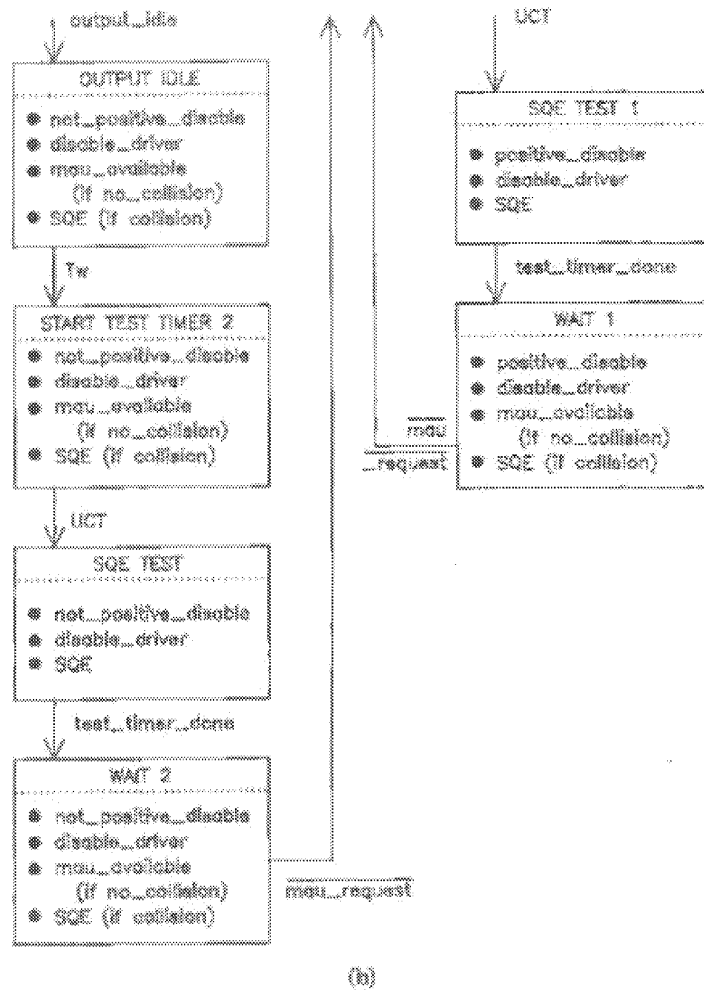 output_idle
OUTPUT IDLE
● not_positive_disable
● disable_driver
● mau_available
(if no_collision)
● SQE (if collision)
Tw
START TEST TIMER 2
● not_positive_disable
● disable_driver
● mau_available
(if no_collision)
● SQE (if collision)
UCT
SQE TEST
● not_positive_disable
● disable_driver
● SQE
test_timer_done
WAIT 2
● not_positive_disable
● disable_driver
● mau_available
(if no_collision)
● SQE (if collision)
mau_request
UCT
SQE TEST 1
● positive_disable
● disable_driver
● SQE
test_timer_done
WAIT 1
● positive_disable
● disable_driver
● mau_available
(if no_collision)
● SQE (if collision)
mau
_request
(b)